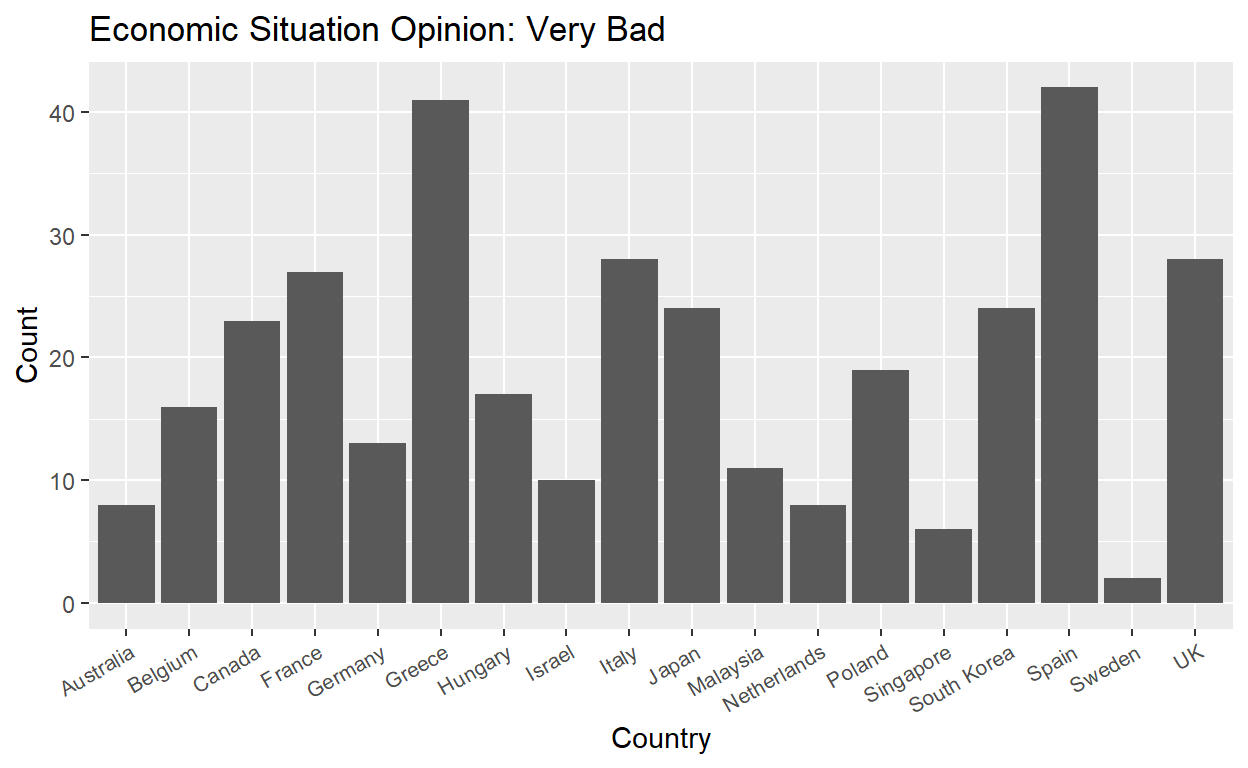 Economic Situation Opinion: Very Bad
Count
40
30
20
10
0
Australia
Belgium
Canada
France
Germany
Greece
Hungary
Israel
Italy
Japan
Malaysia
Netherlands
Poland
Singapore
South Korea
Spain
Sweden
UK
Country